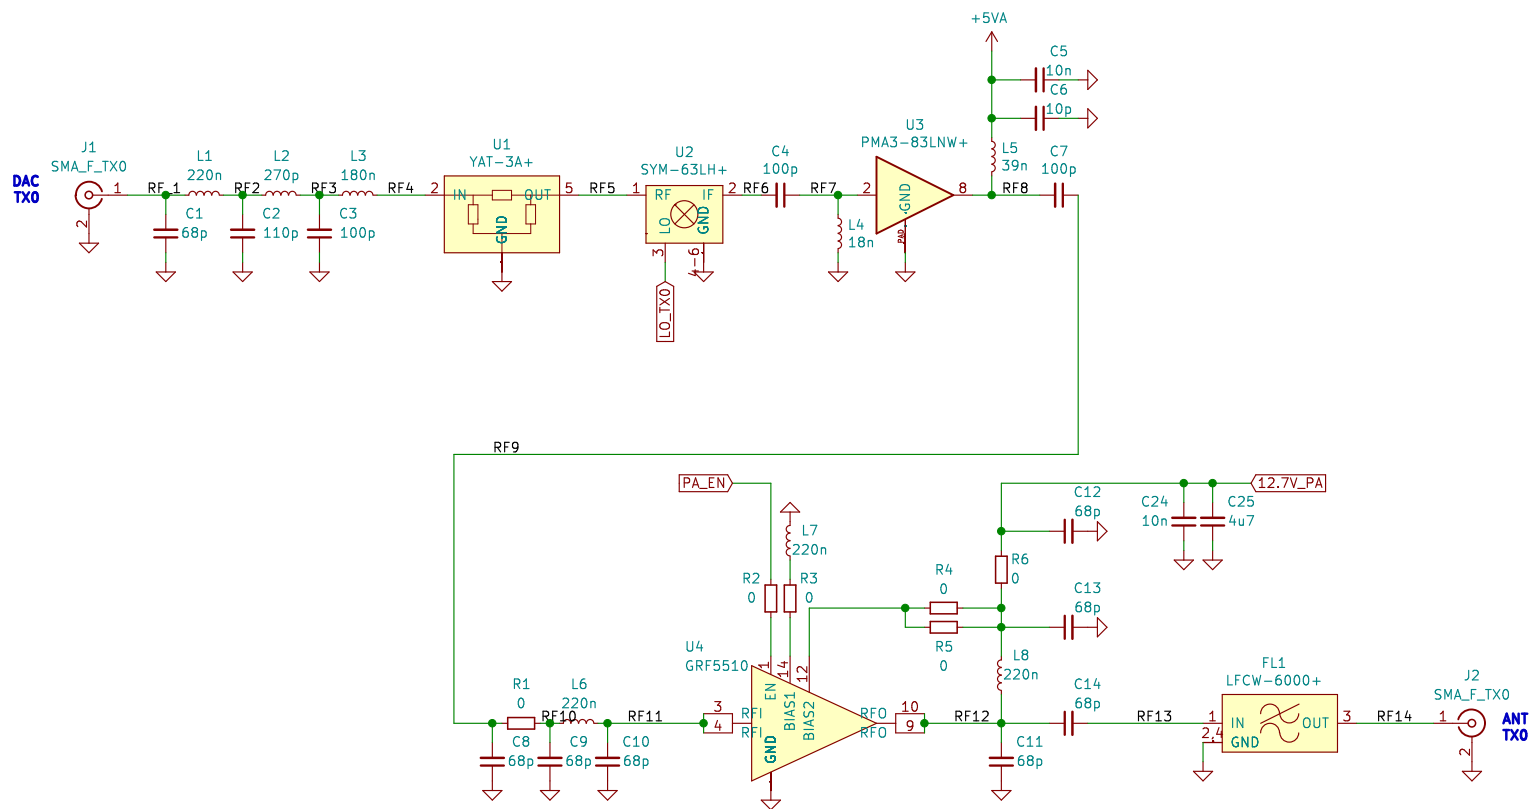 +5VA
C5
10n
C6
10p
J1
SMA_F_TX0
DAC
TX0
1
2
RF_1
L1
220n
RF2
L2
270p
RF3
L3
180n
RF4
C1
68p
C2
110p
C3
100p
U1
YAT-3A+
2
IN
OUT
5
GND
RF5
U2
SYM-63LH+
1
RF
IF
2
LO
GND
3
4-6
LO_TX0
RF6
C4
100p
RF7
L4
18n
U3
PMA3-83LNW+
2
GND
PAD
8
L5
39n
RF8
C7
100p
RF9
PA_EN
12.7V_PA
L7
220n
C12
68p
C24
10n
C25
4u7
R2
0
R3
0
R4
0
R5
0
R6
0
C13
68p
U4
GRF5510
1
14
12
EN
BIAS1
BIAS2
3
4
RFI
RFI
GND
RFO
RFO
10
9
L8
220n
R1
0
RF10
L6
220n
RF11
C8
68p
C9
68p
C10
68p
RF12
C14
68p
C11
68p
RF13
FL1
LFCW-6000+
1
IN
OUT
3
2,4
GND
RF14
J2
SMA_F_TX0
1
2
ANT
TX0